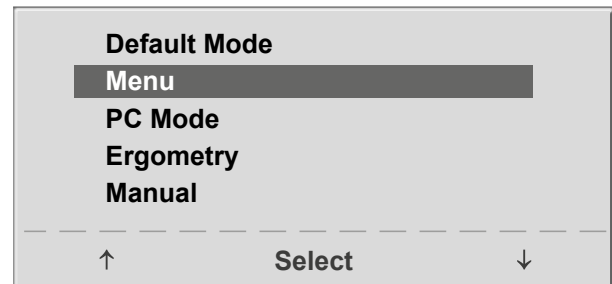 Default Mode
Menu
PC Mode
Ergometry
Manual
↑ Select ↓